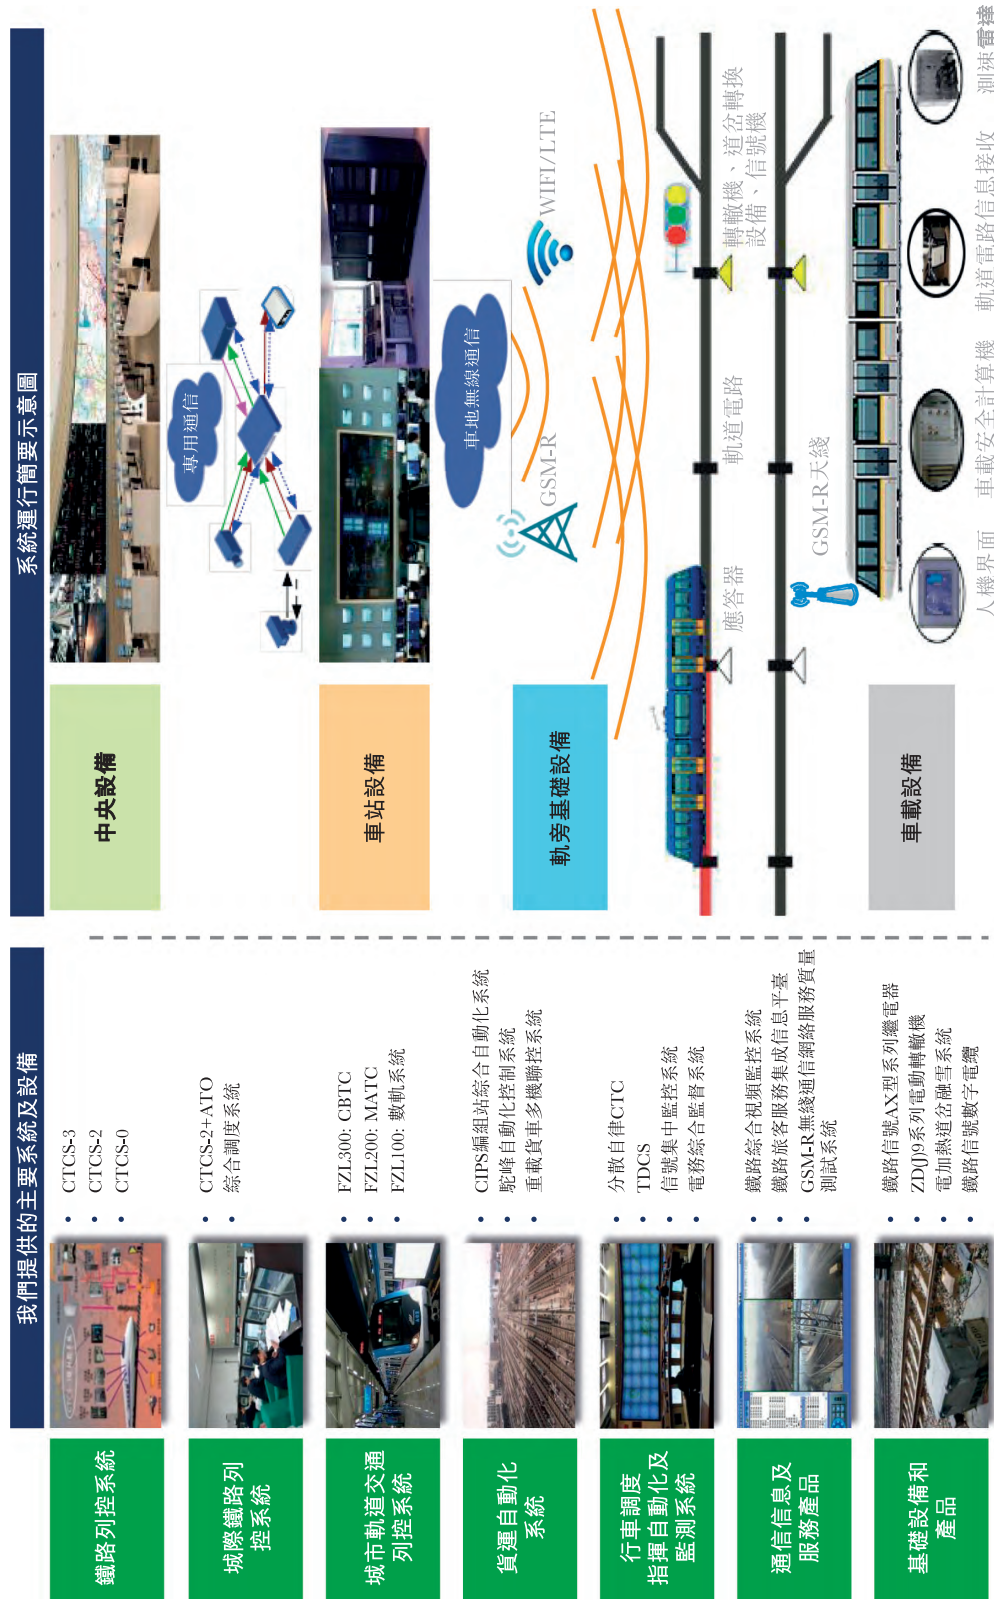 我們提供的主要系統及設備
鐵路列控系統
• CTCS-3
• CTCS-2
• CTCS-0
城際鐵路列
控系統
• CTCS-2+ATO
• 綜合調度系統
城市軌道交通
列控系統
• FZL300: CBTC
• FZL200: MATC
• FZL100: 數軌系統
貨運自動化
系統
• CIPS編組站綜合自動化系統
• 駝峰自動化控制系統
• 重載貨車多機聯控系統
行車調度
指揮自動化及
監測系統
• 分散自律CTC
• TDCS
• 信號集中監控系統
• 電務綜合監督系統
通信信息及
服務產品
• 鐵路綜合視頻監控系統
• 鐵路旅客服務集成信息平臺
• GSM-R無綫通信網絡服務質量
測試系統
基礎設備和
產品
• 鐵路信號AX型系列繼電器
• ZD(J)9系列電動轉轍機
• 電加熱道岔融雪系統
• 鐵路信號數字電纜
系統運行簡要示意圖
中央設備
專用通信
車站設備
車地無線通信
軌旁基礎設備
GSM-R
WIFI/LTE
應答器
軌道電路
轉轍機、道岔轉換
設備、信號機
GSM-R天綫
車載設備
人機界面
車載安全計算機
軌道電路信息接收
測速雷達